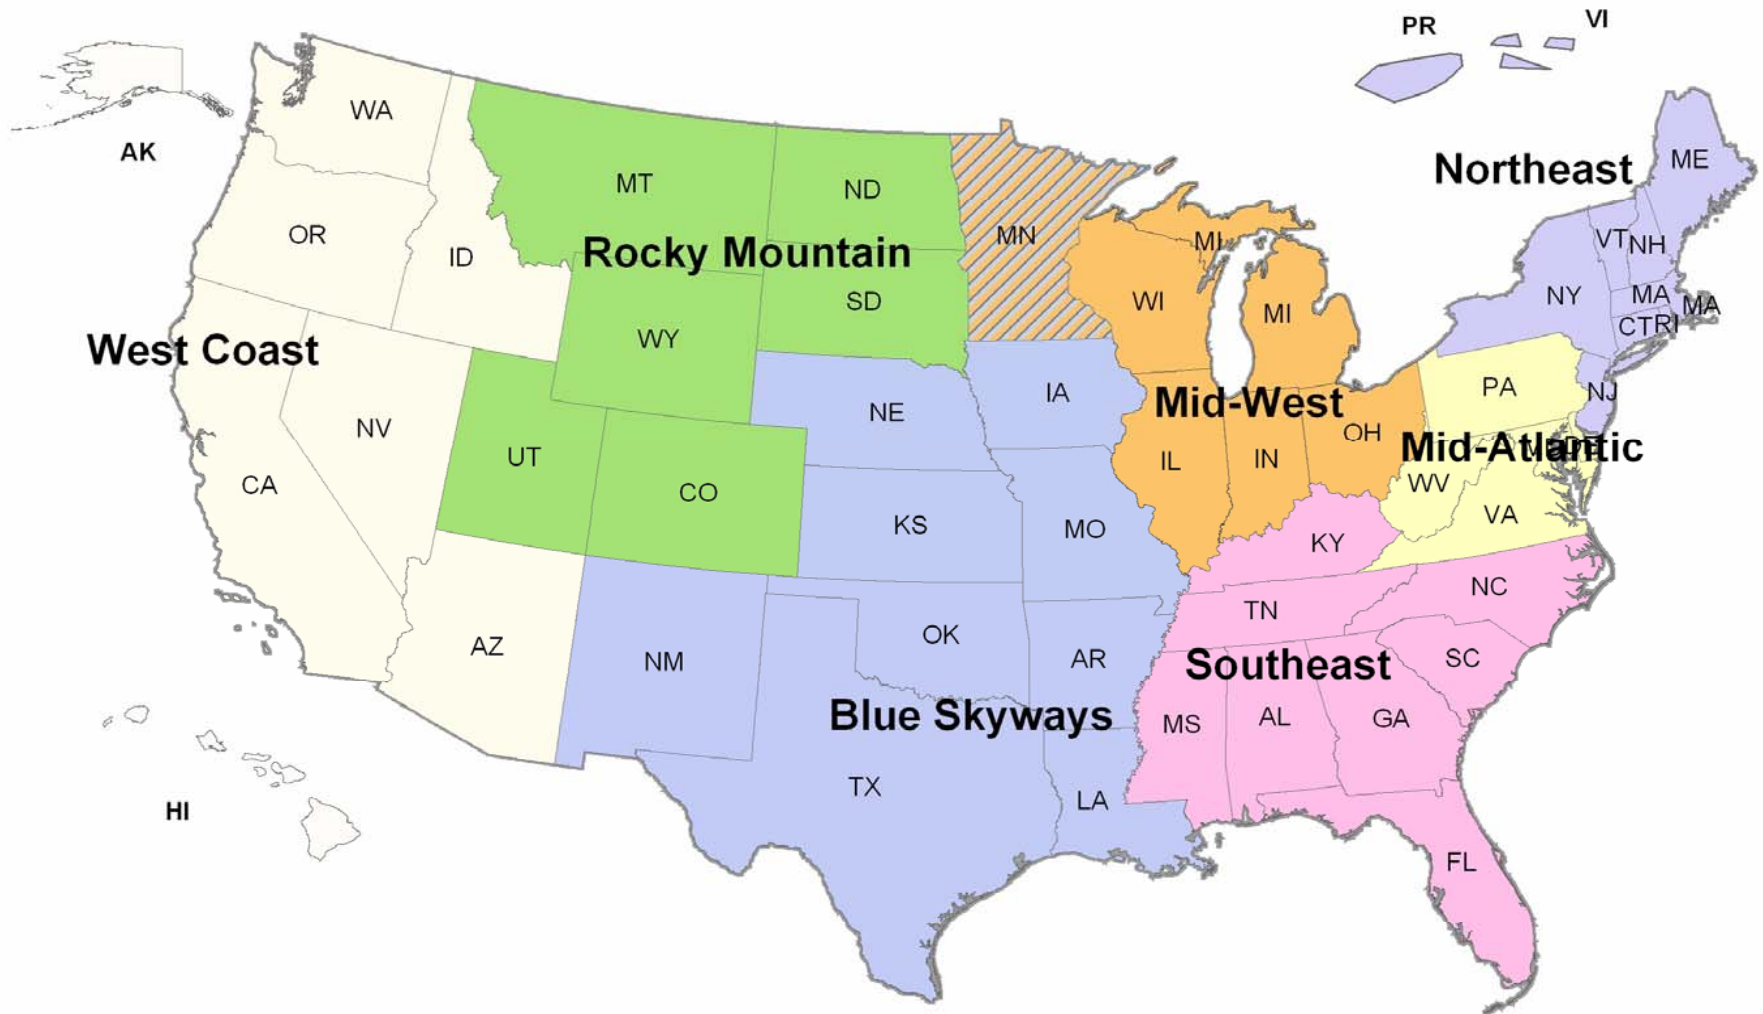 PR
VI
WA
AK
Northeast
ME
MT
ND
OR
ID
Rocky Mountain
MN
MI
VT
NH
SD
WI
MI
NY
MA
MA
CT
RI
WY
West Coast
NE
IA
Mid-West
PA
NJ
NV
UT
CO
IL
IN
OH
Mid-Atlantic
WV
CA
KS
MO
KY
VA
NC
TN
AZ
NM
OK
AR
Southeast
SC
Blue Skyways
MS
AL
GA
TX
LA
HI
FL